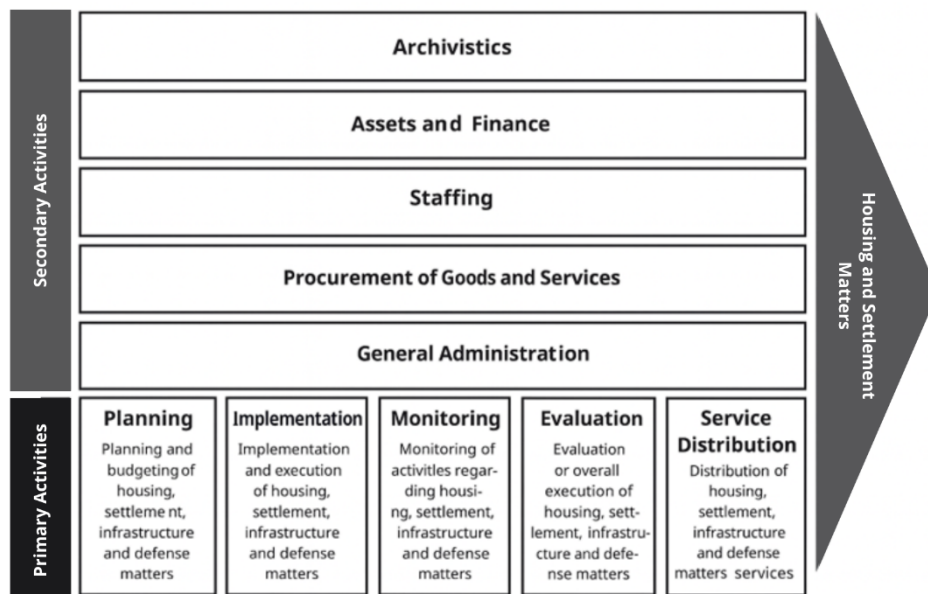 Secondary Activities
Archivistics
Assets and Finance
Staffing
Procurement of Goods and Services
General Administration
Housing and Settlement
Matters
Primary Activities
Planning
Planning and
budgeting of
housing,
settleme nt,
infrastructure
and defense
matters
Implementation
Implementation
and execution
of housing,
settlement,
infrastructure
and defense
matters
Monitoring
Monitoring of
activitles regar-
ding housi-
ng, settlement,
infrastructure
and defense
matters
Evaluation
Evaluation
or overall
execution of
housing, sett-
lement, infrastru-
cture and defe-
nse matters
Service
Distribution
Distribution of
housing,
settlement,
infrastructure
and defense
matters services